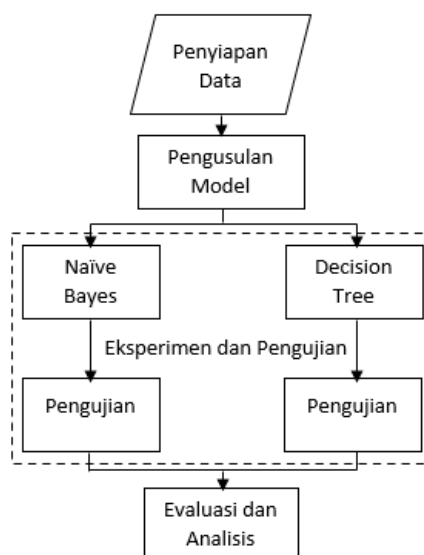 Penyiapan
Data
Pengusulan
Model
Naïve
Bayes
Decision
Tree
Eksperimen dan Pengujian
Pengujian
Pengujian
Evaluasi dan
Analisis